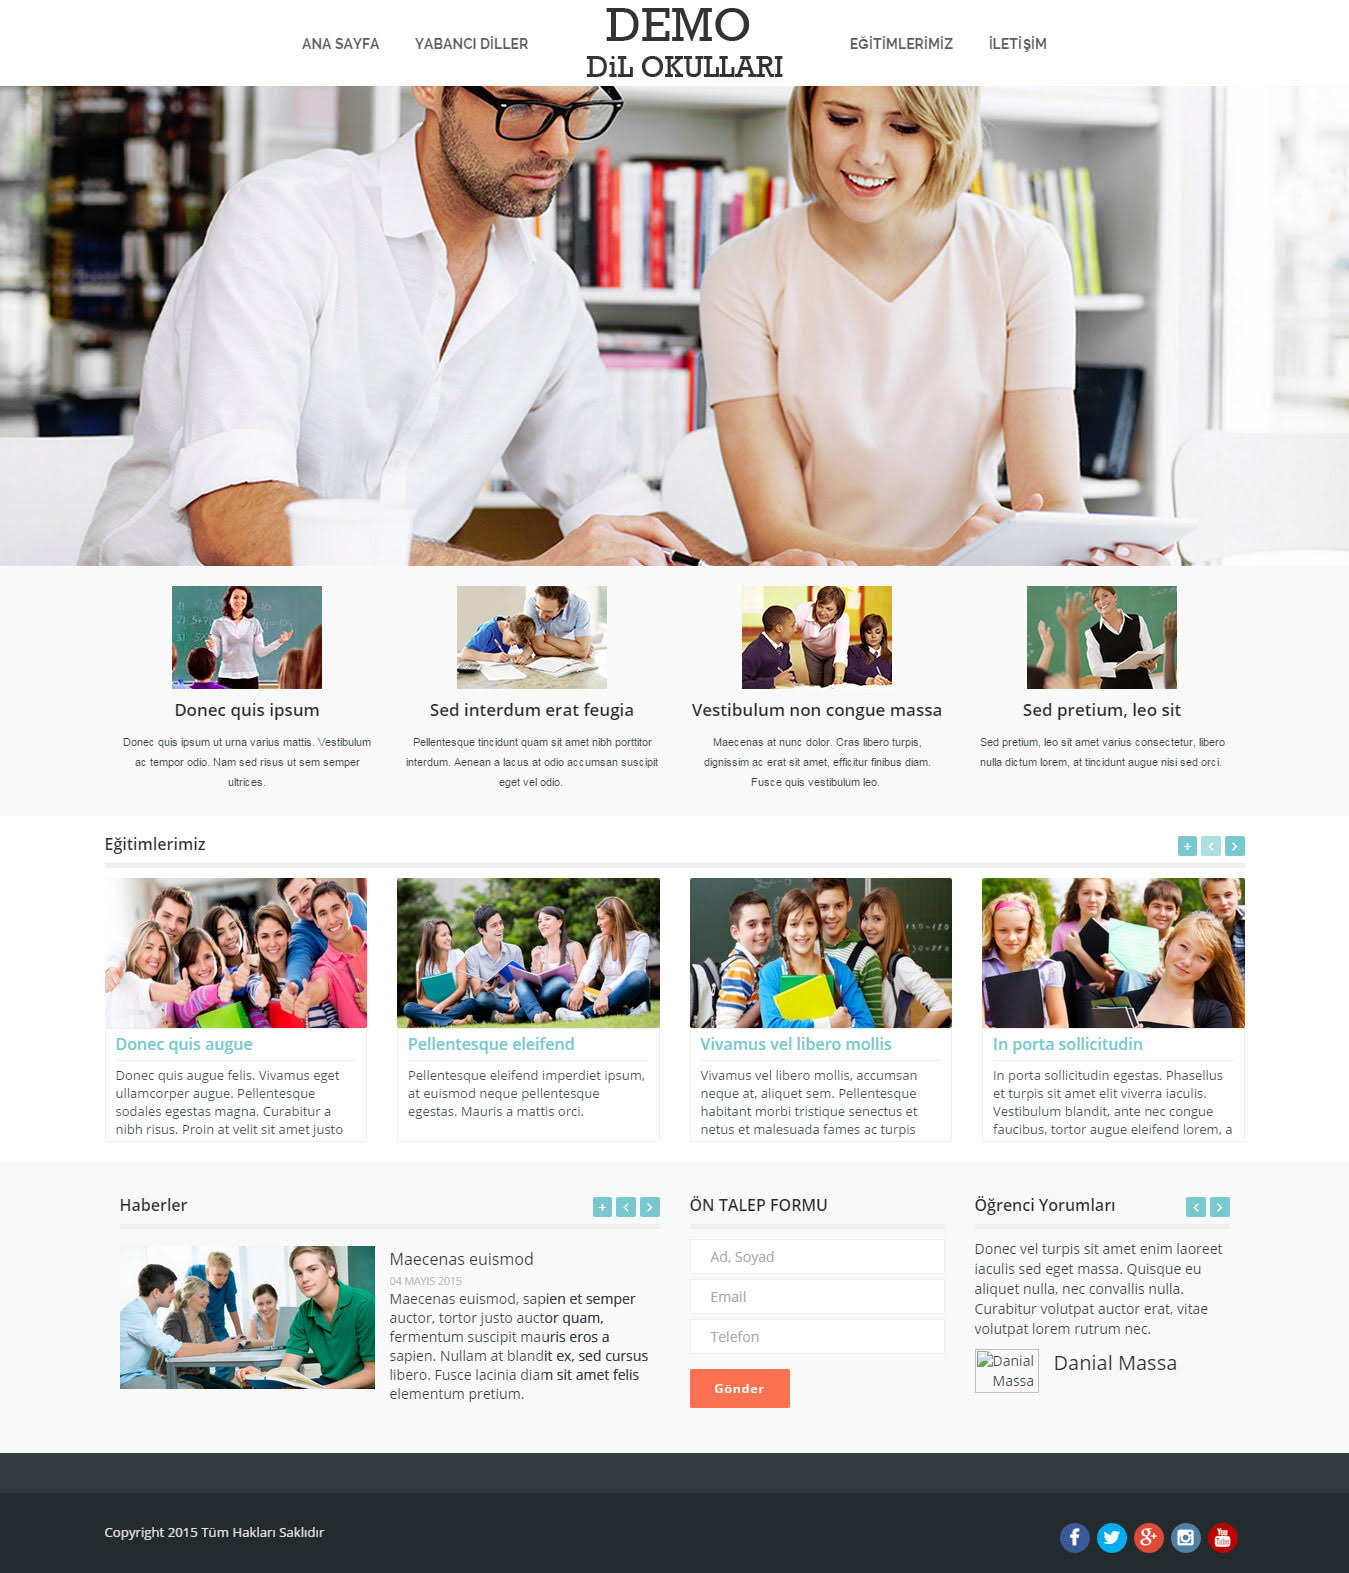 ANA SAYFA
YABANCI DİLLER
DEMO
DiL OKULLARI
EĞİTİMLERİMİZ
İLETİŞİM
Donec quis ipsum
Donec quis ipsum ut urna varius mattis. Vestibulum
ac tempor odio. Nam sed risus ut sem semper
ultrices.
Sed interdum erat feugia
Pellentesque tincidunt quam sit amet nibh porttitor
interdum. Aenean a lacus at odio accumsan suscipit
eget vel odio.
Vestibulum non congue massa
Maecenas at nunc dolor. Cras libero turpis,
dignissim ac erat sit amet, efficitur finibus diam.
Fusce quis vestibulum leo.
Sed pretium, leo sit
Sed pretium, leo sit amet varius consectetur, libero
nulla dictum lorem, at tincidunt augue nisi sed orci.
Eğitimlerimiz
Donec quis augue
Donec quis augue felis. Vivamus eget
ullamcorper augue. Pellentesque
sodales egestas magna. Curabitur a
nibh risus. Proin at velit sit amet justo
Pellentesque eleifend
Pellentesque eleifend imperdiet ipsum,
at euismod neque pellentesque
egestas. Mauris a mattis orci.
Vivamus vel libero mollis
Vivamus vel libero mollis, accumsan
neque at, aliquet sem. Pellentesque
habitant morbi tristique senectus et
netus et malesuada fames ac turpis
In porta sollicitudin
In porta sollicitudin egestas. Phasellus
et turpis sit amet elit viverra iaculis.
Vestibulum blandit, ante nec congue
faucibus, tortor augue eleifend lorem, a
Haberler
Maecenas euismod
04 MAYIS 2015
Maecenas euismod, sapien et semper
auctor, tortor justo auctor quam,
fermentum suscipit mauris eros a
sapien. Nullam at blandit ex, sed cursus
libero. Fusce lacinia diam sit amet felis
elementum pretium.
ÖN TALEP FORMU
Ad, Soyad
Email
Telefon
Gönder
Öğrenci Yorumları
Donec vel turpis sit amet enim laoreet
iaculis sed eget massa. Quisque eu
aliquet nulla, nec convallis nulla.
Curabitur volutpat auctor erat, vitae
volutpat lorem rutrum nec.
Danial
Massa
Danial Massa
Copyright 2015 Tüm Hakları Saklıdır
You
Tube